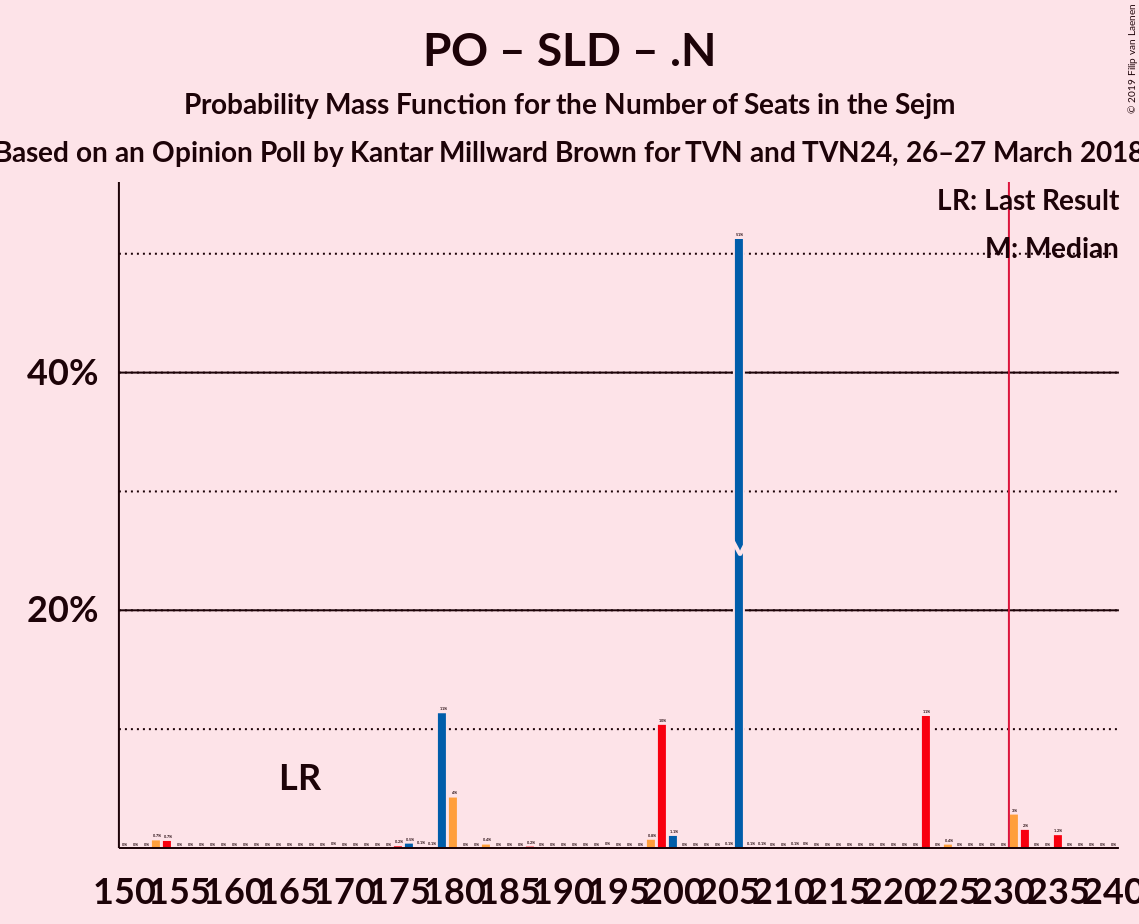 PO – SLD – .N
Probability Mass Function for the Number of Seats in the Sejm
Based on an Opinion Poll by Kantar Millward Brown for TVN and TVN24, 26–27 March 2018
© 2019 Filip van Laenen
LR: Last Result
M: Median
40%
20%
LR
M
150 155 160 165 170 175 180 185 190 195 200 205 210 215 220 225 230 235 240